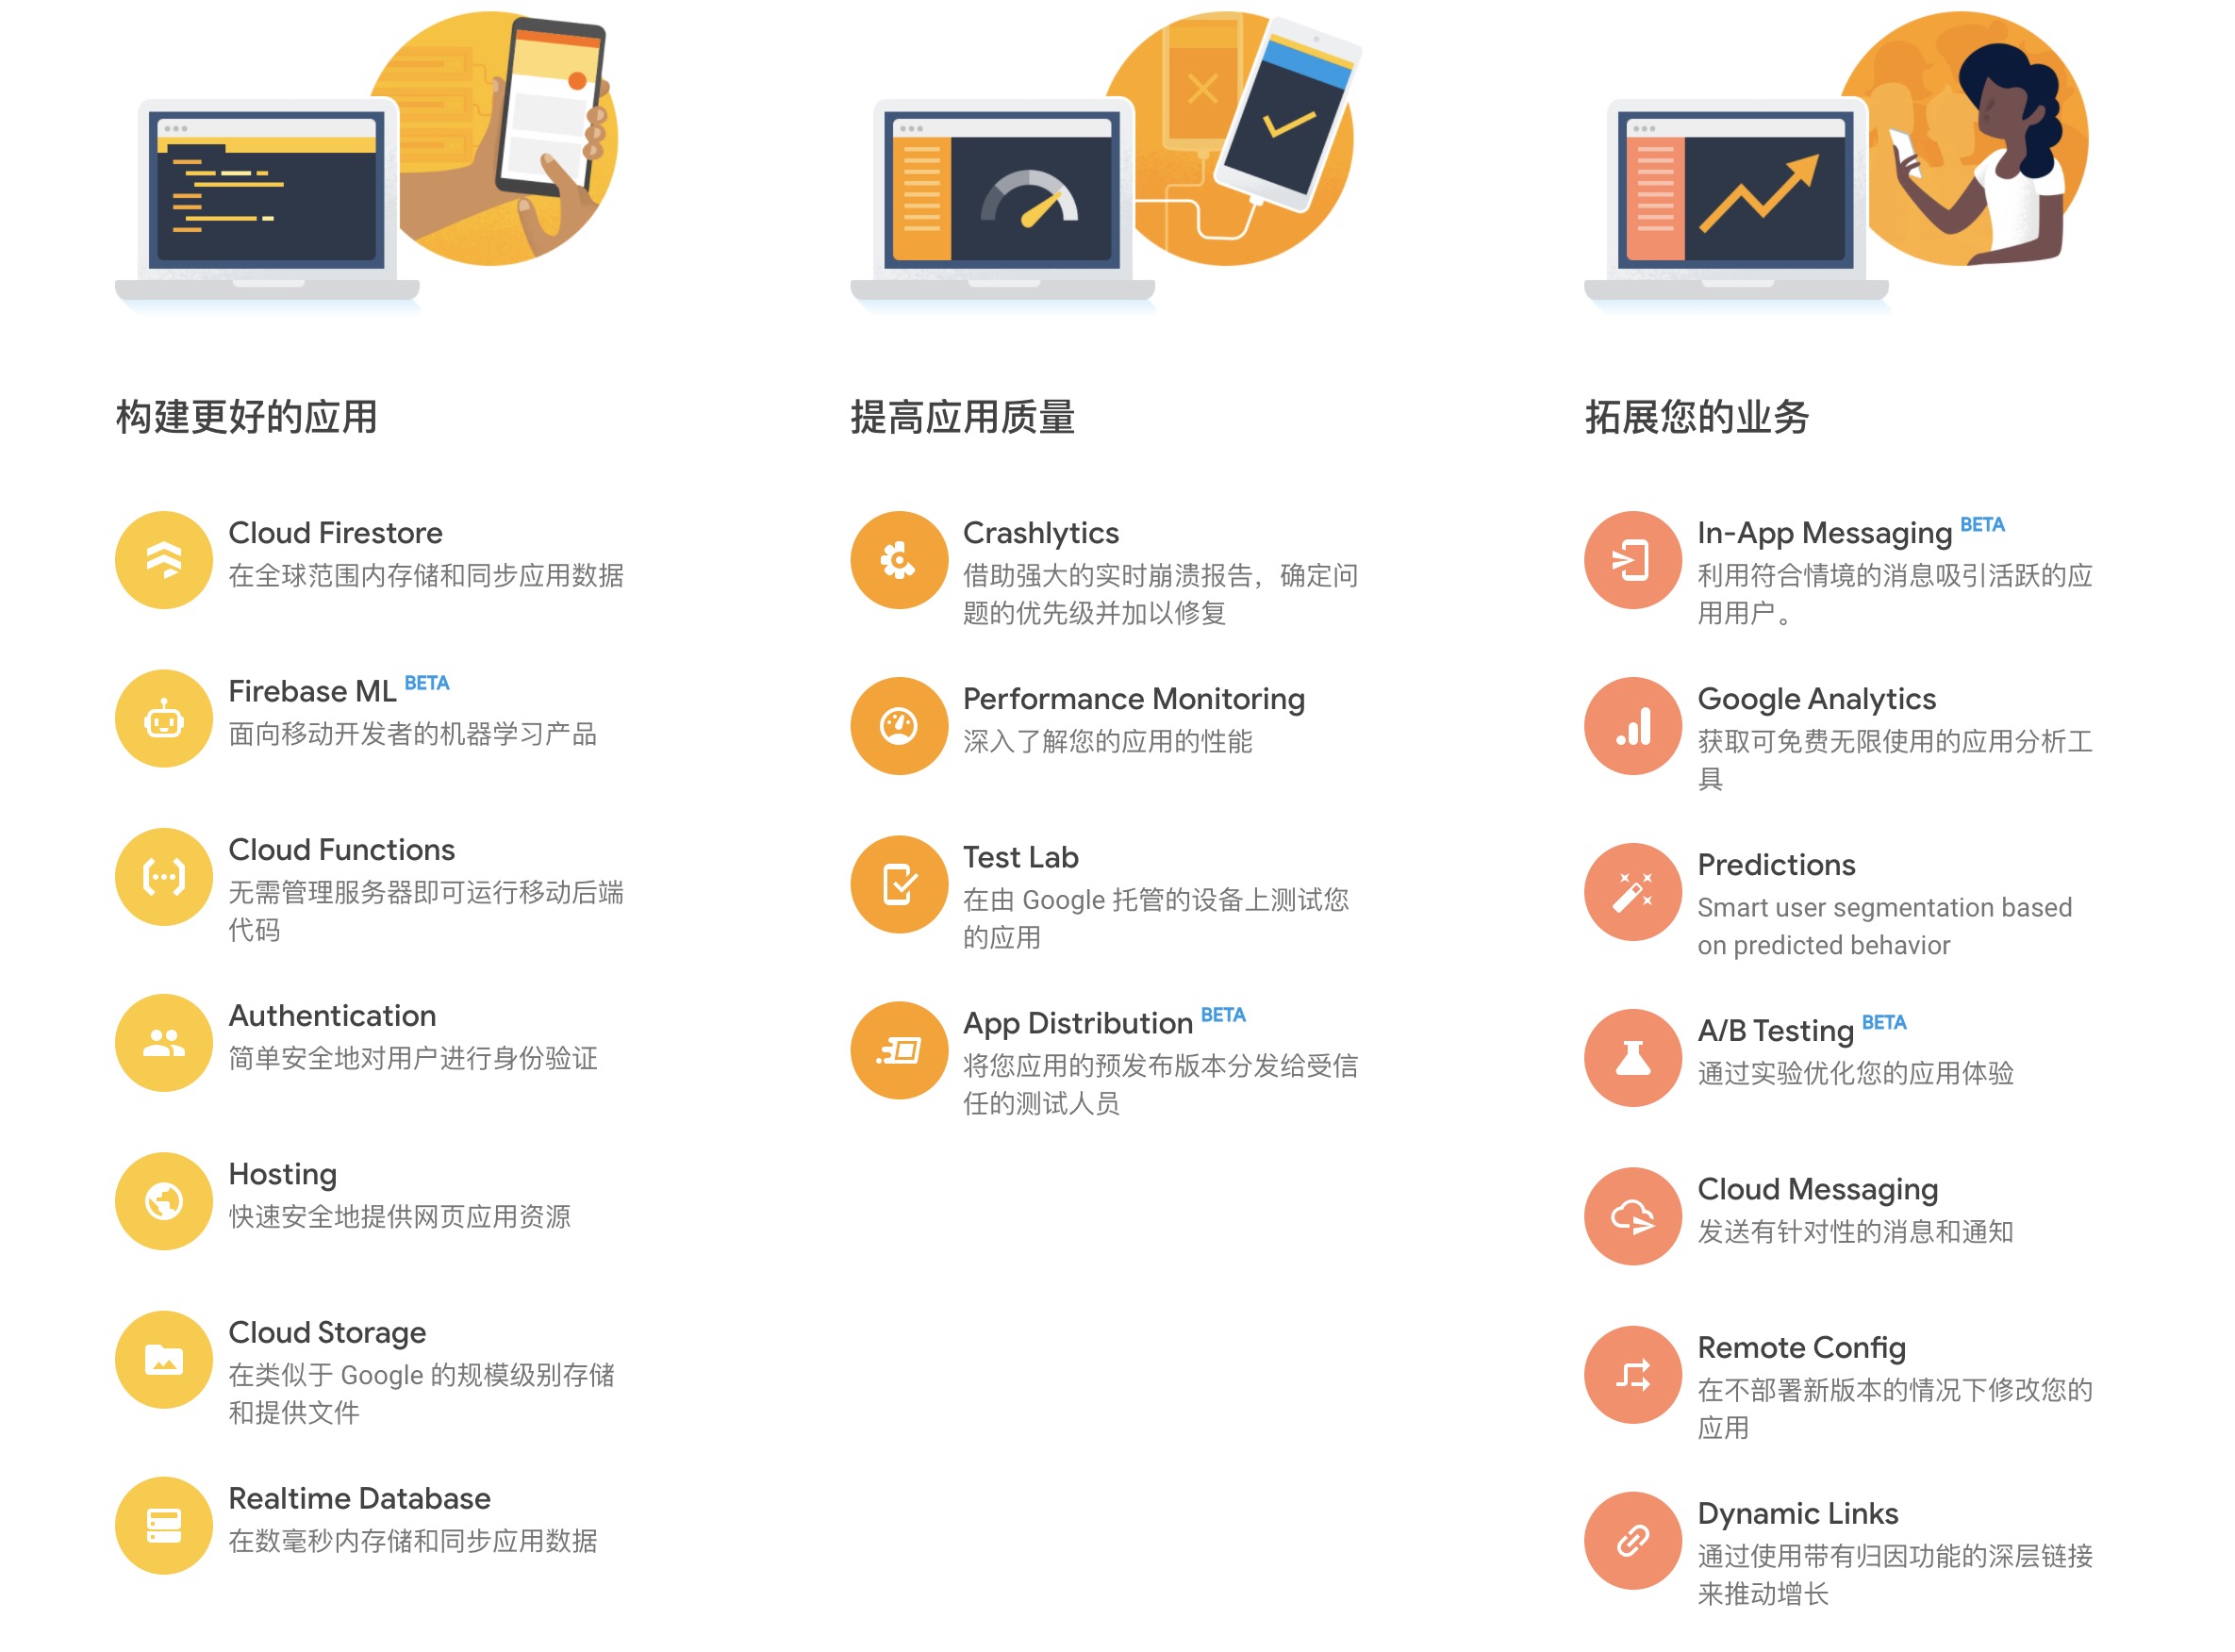 构建更好的应用
Cloud Firestore
在全球范围内存储和同步应用数据
Firebase ML BETA
面向移动开发者的机器学习产品
Cloud Functions
无需管理服务器即可运行移动后端
代码
Authentication
简单安全地对用户进行身份验证
Hosting
快速安全地提供网页应用资源
Cloud Storage
在类似于 Google 的规模级别存储
和提供文件
Realtime Database
在数毫秒内存储和同步应用数据
提高应用质量
Crashlytics
借助强大的实时崩溃报告，确定问
题的优先级并加以修复
Performance Monitoring
深入了解您的应用的性能
Test Lab
在由 Google 托管的设备上测试您
的应用
App Distribution BETA
将您应用的预发布版本分发给受信
任的测试人员
拓展您的业务
In-App Messaging BETA
利用符合情境的消息吸引活跃的应
用用户。
Google Analytics
获取可免费无限使用的应用分析工
具
Predictions
Smart user segmentation based
on predicted behavior
A/B Testing BETA
通过实验优化您的应用体验
Cloud Messaging
发送有针对性的消息和通知
Remote Config
在不部署新版本的情况下修改您的
应用
Dynamic Links
通过使用带有归因功能的深层链接
来推动增长